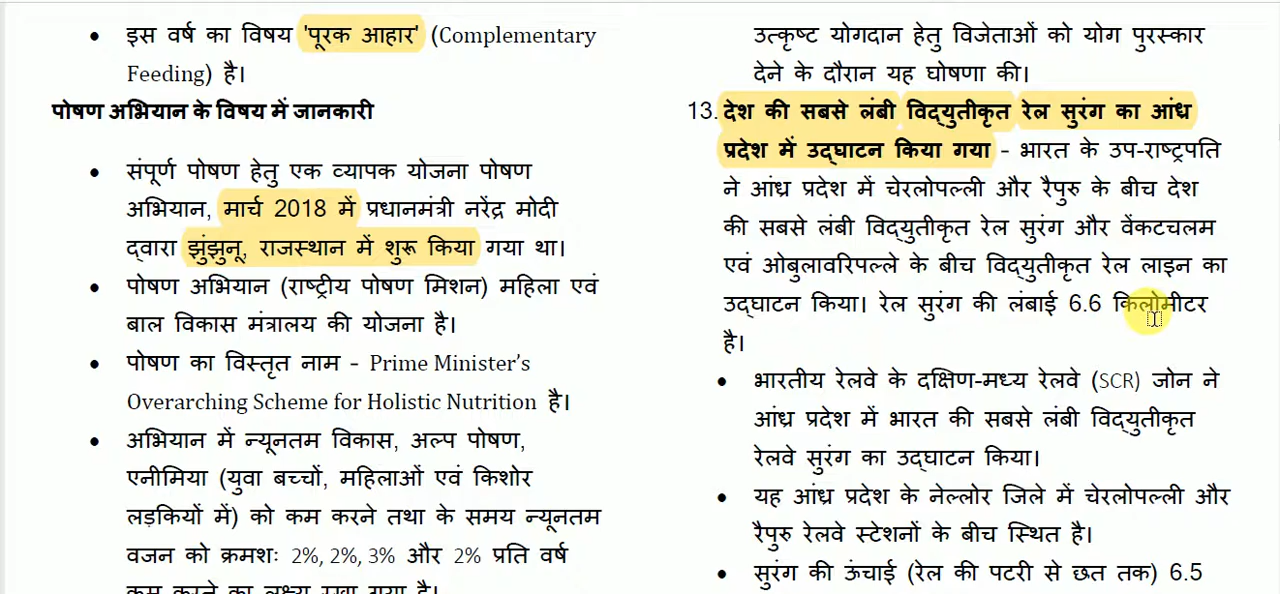 • इस वर्ष का विषय 'पूरक आहार' (Complementary
Feeding) है।
पोषण अभियान के विषय में जानकारी
• संपूर्ण पोषण हेतु एक व्यापक योजना पोषण
अभियान, मार्च 2018 में प्रधानमंत्री नरेंद्र मोदी
द्वारा झुंझुनू, राजस्थान में शुरू किया गया था।
• पोषण अभियान (राष्ट्रीय पोषण मिशन) महिला एवं
बाल विकास मंत्रालय की योजना है।
• पोषण का विस्तृत नाम - Prime Minister's
Overarching Scheme for Holistic Nutrition है।
• अभियान में न्यूनतम विकास, अल्प पोषण,
एनीमिया (युवा बच्चों, महिलाओं एवं किशोर
लड़कियों में) को कम करने तथा के समय न्यूनतम
वजन को क्रमशः 2%, 2%, 3% और 2% प्रति वर्ष
कम करने का लक्ष्य रखा गया है।
उत्कृष्ट योगदान हेतु विजेताओं को योग पुरस्कार
देने के दौरान यह घोषणा की।
13. देश की सबसे लंबी विद्युतीकृत रेल सुरंग का आंध्र
प्रदेश में उद्घाटन किया गया - भारत के उप-राष्ट्रपति
ने आंध्र प्रदेश में चेरलोपल्ली और रैपुरु के बीच देश
की सबसे लंबी विद्युतीकृत रेल सुरंग और वेंकटचलम
एवं ओबुलावरिपल्ले के बीच विद्युतीकृत रेल लाइन का
उद्घाटन किया। रेल सुरंग की लंबाई 6.6 किलोमीटर
है।
• भारतीय रेलवे के दक्षिण-मध्य रेलवे (SCR) जोन ने
आंध्र प्रदेश में भारत की सबसे लंबी विद्युतीकृत
रेलवे सुरंग का उद्घाटन किया।
• यह आंध्र प्रदेश के नेल्लोर जिले में चेरलोपल्ली और
रैपुरु रेलवे स्टेशनों के बीच स्थित है।
• सुरंग की ऊंचाई (रेल की पटरी से छत तक) 6.5